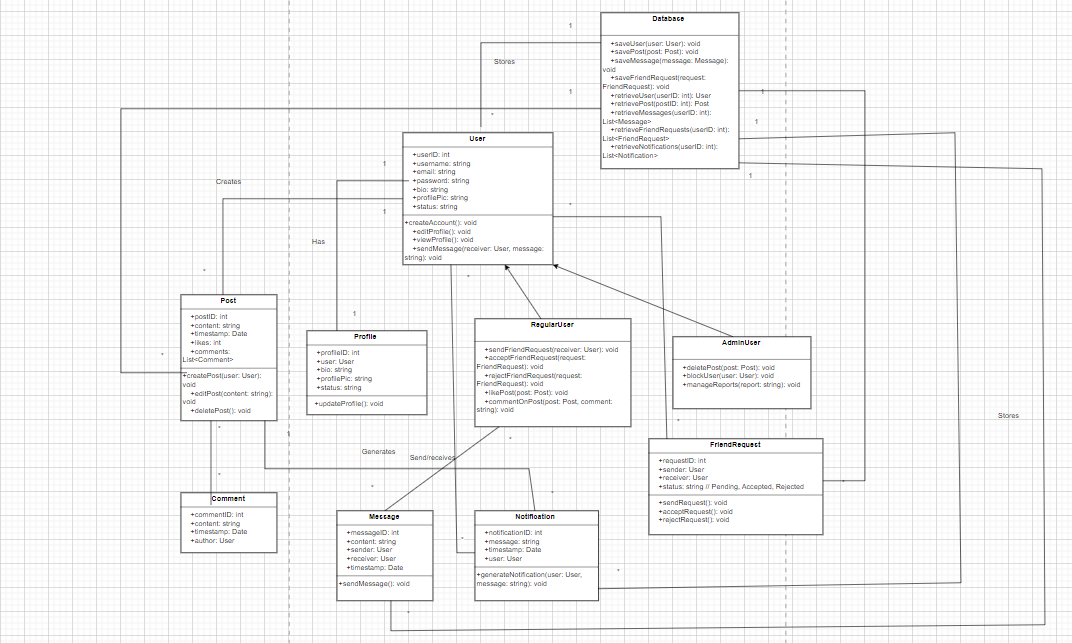 Database
+saveUser(user: User): void
+savePost(post: Post): void
+saveMessage(message: Message):
void
+saveFriendRequest(request:
FriendRequest): void
+retrieveUser(userID: int): User
+retrievePost(postID: int): Post
+retrieveMessages(userID: int):
List<Message>
+retrieveFriendRequests(userID: int):
List<FriendRequest>
+retrieveNotifications(userID: int):
List<Notification>
1
Stores
1
1
1
1
*
User
+userID: int
+username: string
+email: string
+password: string
+bio: string
+profilePic: string
+status: string
+createAccount(): void
+editProfile(): void
+viewProfile(): void
+sendMessage(receiver: User, message:
string): void
1
1
*
*
Creates
Has
*
1
Post
+postID: int
+content: string
+timestamp: Date
+likes: int
+comments:
List<Comment>
+createPost(user: User):
void
+editPost(content: string):
void
+deletePost(): void
*
*
1
*
Profile
+profileID: int
+user: User
+bio: string
+profilePic: string
+status: string
+updateProfile(): void
RegularUser
+sendFriendRequest(receiver: User): void
+acceptFriendRequest(request:
FriendRequest): void
+rejectFriendRequest(request:
FriendRequest): void
+likePost(post: Post): void
+commentOnPost(post: Post, comment:
string): void
AdminUser
+deletePost(post: Post): void
+blockUser(user: User): void
+manageReports(report: string): void
Stores
*
*
Generates
Send/receives
*
*
FriendRequest
+requestID: int
+sender: User
+receiver: User
+status: string // Pending, Accepted, Rejected
+sendRequest(): void
+acceptRequest(): void
+rejectRequest(): void
*
Comment
+commentID: int
+content: string
+timestamp: Date
+author: User
Message
+messageID: int
+content: string
+sender: User
+receiver: User
+timestamp: Date
+sendMessage(): void
*
*
Notification
+notificationID: int
+message: string
+timestamp: Date
+user: User
+generateNotification(user: User,
message: string): void
*